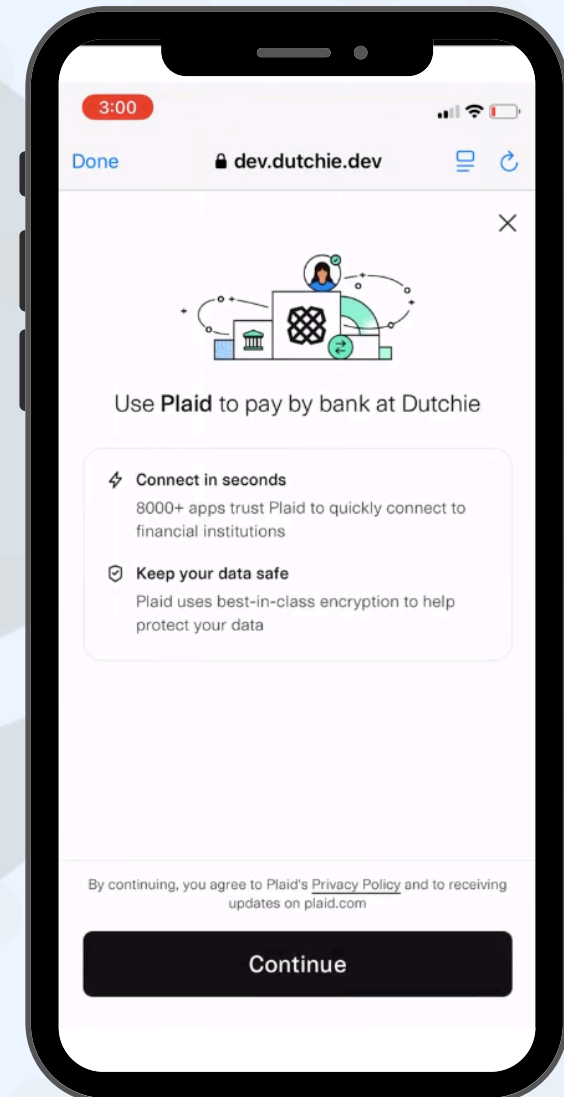 3:00
Done
dev.dutchie.dev
Use Plaid to pay by bank at Dutchie
Connect in seconds
8000+ apps trust Plaid to quickly connect to
financial institutions
Keep your data safe
Plaid uses best-in-class encryption to help
protect your data
By continuing, you agree to Plaid's Privacy Policy and to receiving
updates on plaid.com
Continue